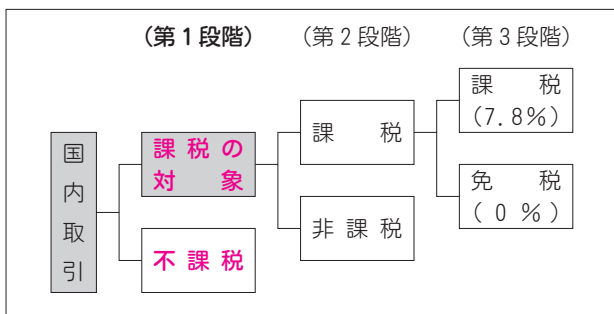 (第1段階) (第2段階) (第3段階)
国内取引
課税の
対象
不課税
課税
非課税
課税
(7.8%)
免税
(0%)